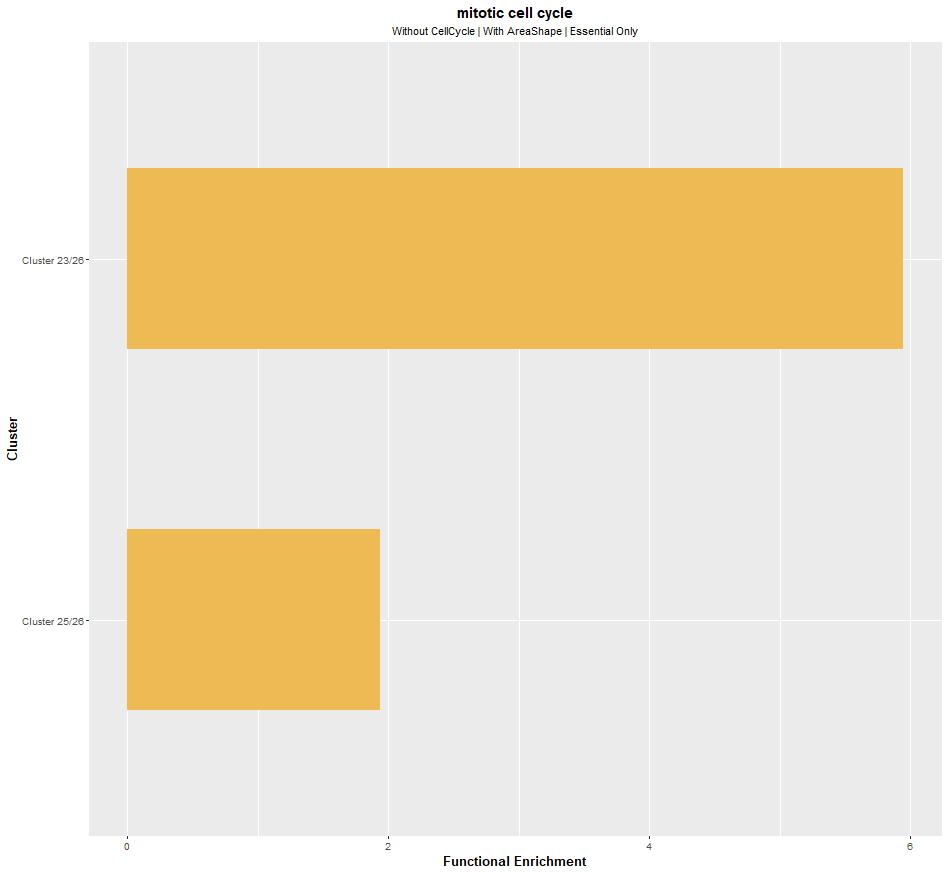 mitotic cell cycle
Without CellCycle | With AreaShape | Essential Only
Cluster
Cluster 23/26
Cluster 25/26
0 2 4 6
Functional Enrichment